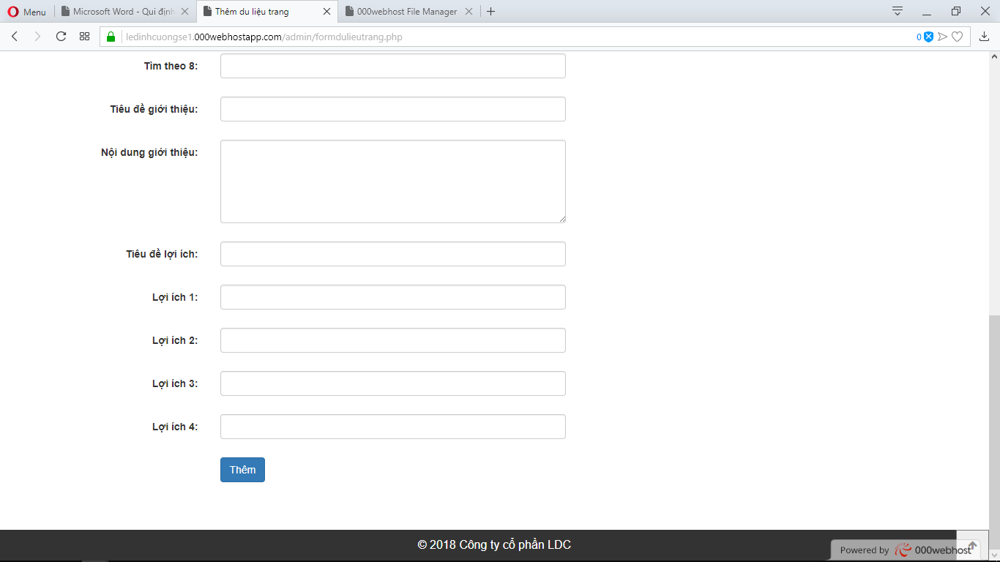 Menu
Microsoft Word - Qui định
Thêm du liệu trang
000webhost File Manager
ledinhcuongse1.000webhostapp.com/admin/formdulieutrang.php
0
Tìm theo 8:
Tiêu đề giới thiệu:
Nội dung giới thiệu:
Tiêu đề lợi ích:
Lợi ích 1:
Lợi ích 2:
Lợi ích 3:
Lợi ích 4:
Thêm
© 2018 Công ty cổ phần LDC
Powered by 000webhost